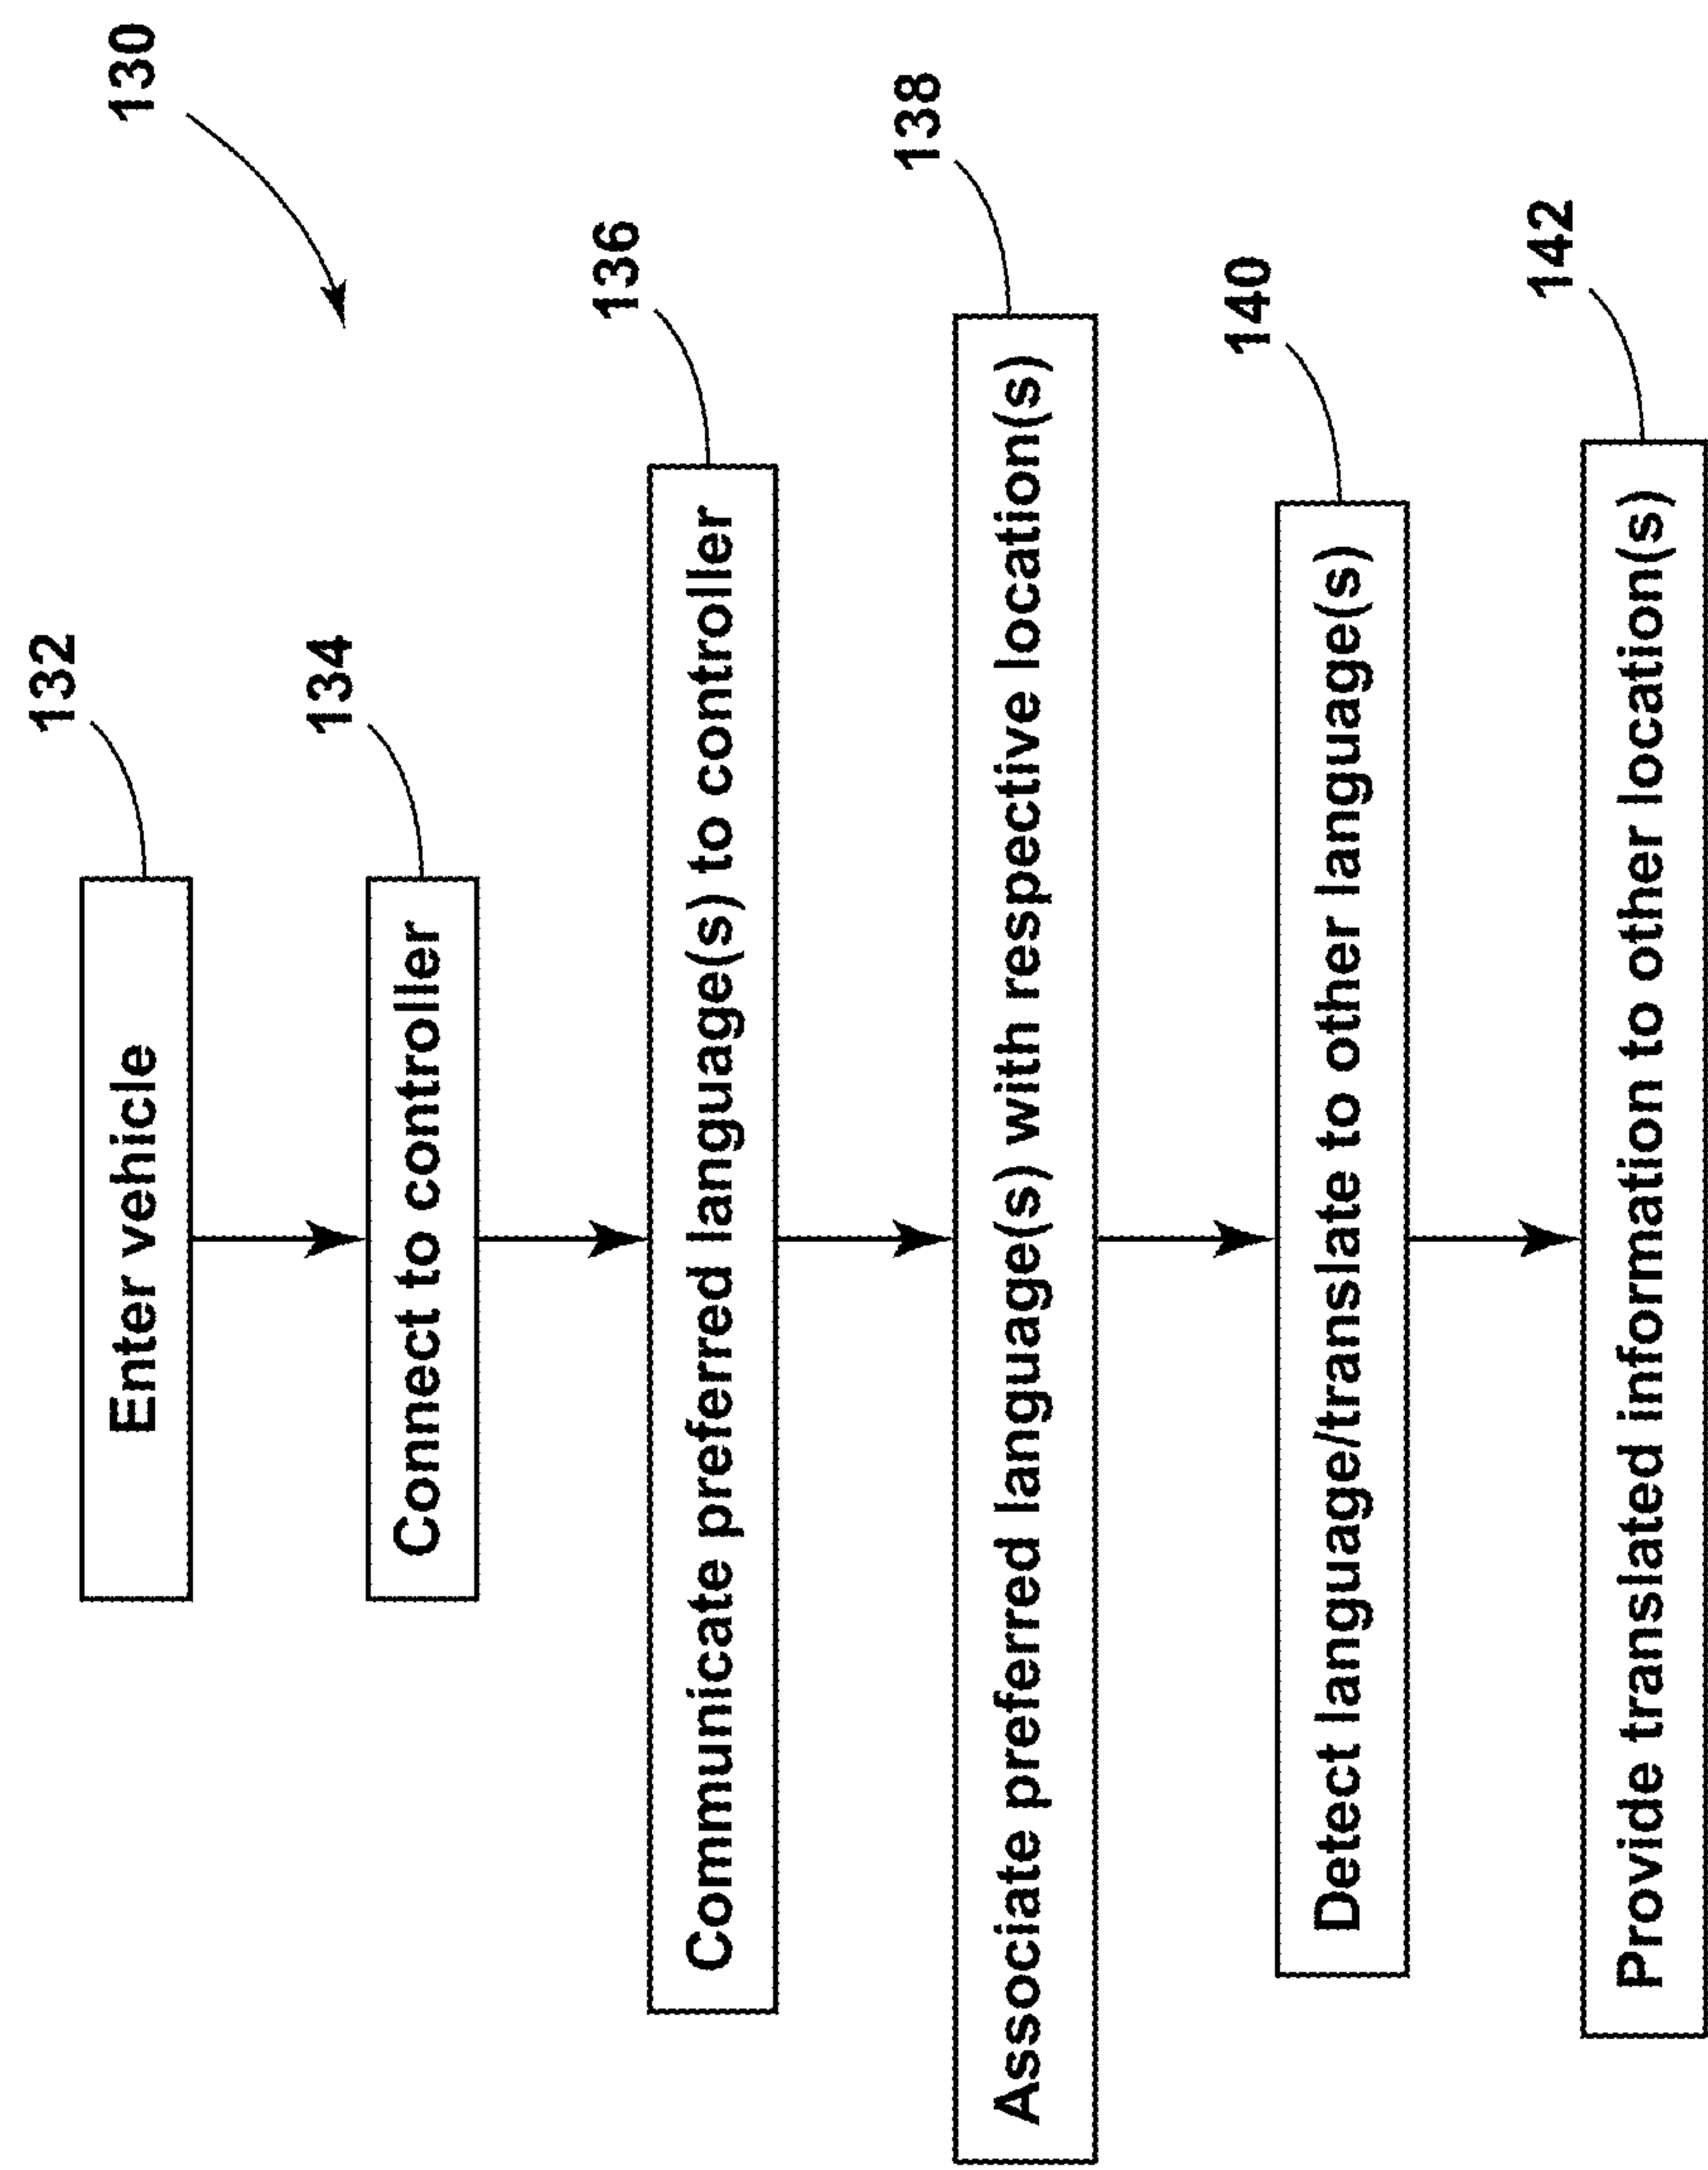 130
132
Enter vehicle
134
Connect to controller
136
Communicate preferred language(s) to controller
138
Associate preferred language(s) with respective location(s)
140
Detect language/translate to other language(s)
142
Provide translated information to other location(s)